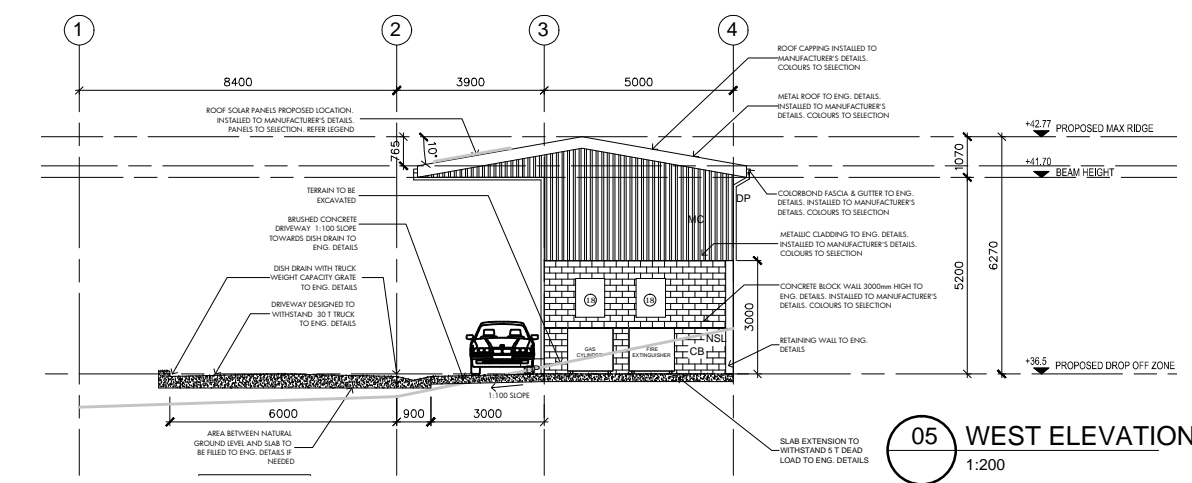 1
2
3
4
8400
3900
5000
ROOF CAPPING INSTALLED TO
MANUFACTURER'S DETAILS.
COLOURS TO SELECTION
METAL ROOF TO ENG. DETAILS.
INSTALLED TO MANUFACTURER'S
DETAILS. COLOURS TO SELECTION
ROOF SOLAR PANELS PROPOSED LOCATION.
INSTALLED TO MANUFACTURER'S DETAILS.
PANELS TO SELECTION. REFER LEGEND
765
10°
+42.77 PROPOSED MAX RIDGE
1070
+41.70 BEAM HEIGHT
TERRAIN TO BE
EXCAVATED
DP
MC
COLORBOND FASCIA & GUTTER TO ENG.
DETAILS. INSTALLED TO MANUFACTURER'S
DETAILS. COLOURS TO SELECTION
BRUSHED CONCRETE
DRIVEWAY 1:100 SLOPE
TOWARDS DISH DRAIN TO
ENG. DETAILS
METALLIC CLADDING TO ENG. DETAILS.
INSTALLED TO MANUFACTURER'S DETAILS.
COLOURS TO SELECTION
5200
6270
DISH DRAIN WITH TRUCK
WEIGHT CAPACITY GRATE
TO ENG. DETAILS
18
18
3000
CONCRETE BLOCK WALL 3000mm HIGH TO
ENG. DETAILS. INSTALLED TO MANUFACTURER'S
DETAILS. COLOURS TO SELECTION
DRIVEWAY DESIGNED TO
WITHSTAND 30 T TRUCK
TO ENG. DETAILS
GAS
CYLINDER
FIRE
EXTINGUISHER
NSL
CB
RETAINING WALL TO ENG.
DETAILS
+36.5 PROPOSED DROP OFF ZONE
1:100 SLOPE
6000
900
3000
AREA BETWEEN NATURAL
GROUND LEVEL AND SLAB TO
BE FILLED TO ENG. DETAILS IF
NEEDED
SLAB EXTENSION TO
WITHSTAND 5 T DEAD
LOAD TO ENG. DETAILS
05 WEST ELEVATION
1:200